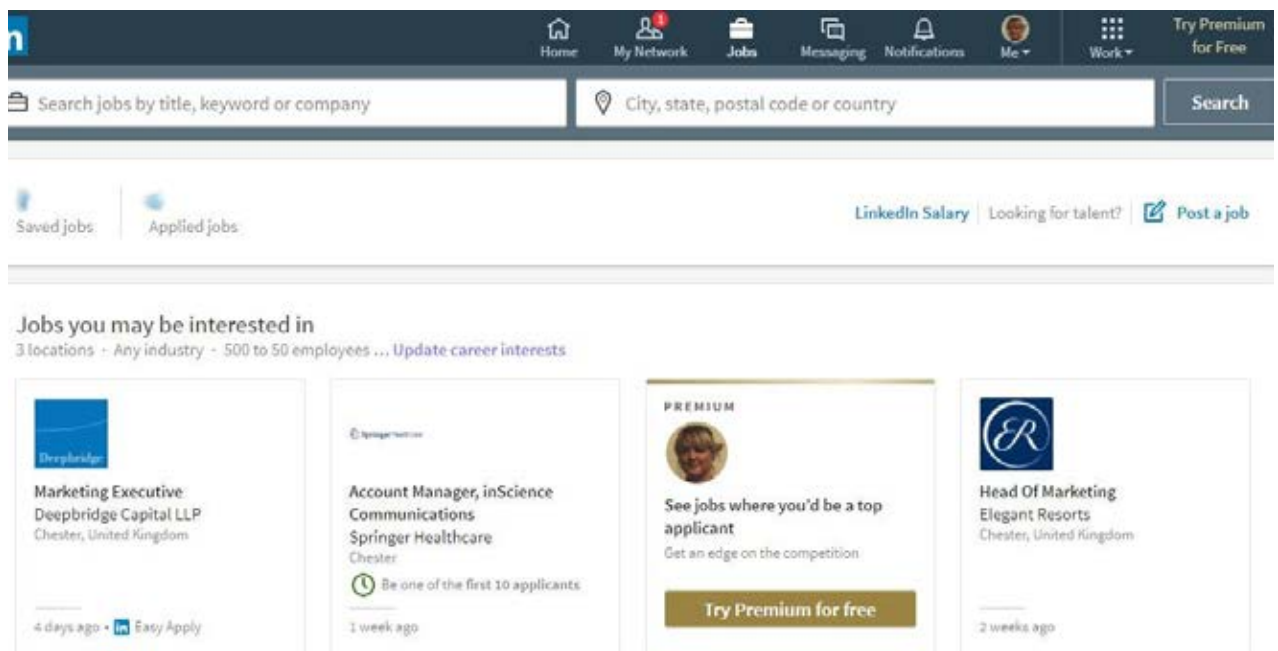 n
1
Home
My Network
Jobs
Messaging
Notifications
Me
Work
Try Premium
for Free
Search jobs by title, keyword or company
City, state, postal code or country
Search
Saved jobs
Applied jobs
LinkedIn Salary
Looking for talent?
Post a job
Jobs you may be interested in
3 locations · Any industry · 500 to 50 employees ... Update career interests
Deepbridge
Marketing Executive
Deepbridge Capital LLP
Chester, United Kingdom
4 days ago • in Easy Apply
Springer Healthcare
Account Manager, inScience
Communications
Springer Healthcare
Chester
Be one of the first 10 applicants
1 week ago
PREMIUM
See jobs where you'd be a top
applicant
Get an edge on the competition
Try Premium for free
ER
Head Of Marketing
Elegant Resorts
Chester, United Kingdom
2 weeks ago